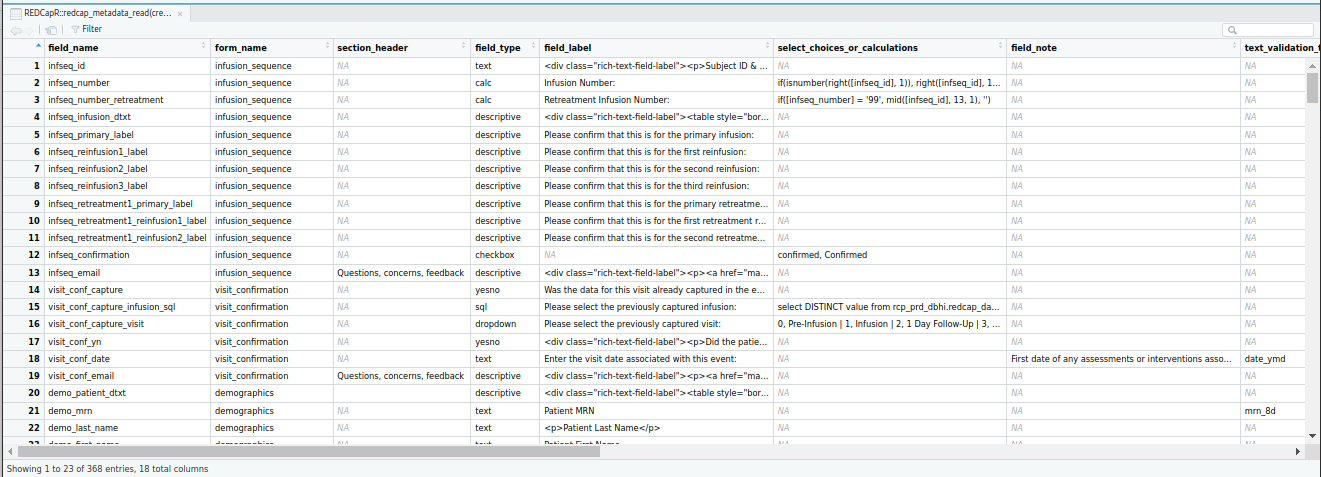 REDCapR::redcap_metadata_read(cre...
Filter
field_name form_name section_header field_type field_label select_choices_or_calculations field_note text_validation_t
1 infseq_id infusion_sequence NA text <div class="rich-text-field-label"><p>Subject ID & ... NA NA NA
2 infseq_number infusion_sequence NA calc Infusion Number: if(isnumber(right([infseq_id], 1)), right([infseq_id], 1... NA NA
3 infseq_number_retreatment infusion_sequence NA calc Retreatment Infusion Number: if([infseq_number] = '99', mid([infseq_id], 13, 1), '') NA NA
4 infseq_infusion_dtxt infusion_sequence NA descriptive <div class="rich-text-field-label"><table style="bor... NA NA NA
5 infseq_primary_label infusion_sequence NA descriptive Please confirm that this is for the primary infusion: NA NA NA
6 infseq_reinfusion1_label infusion_sequence NA descriptive Please confirm that this is for the first reinfusion: NA NA NA
7 infseq_reinfusion2_label infusion_sequence NA descriptive Please confirm that this is for the second reinfusion: NA NA NA
8 infseq_reinfusion3_label infusion_sequence NA descriptive Please confirm that this is for the third reinfusion: NA NA NA
9 infseq_retreatment1_primary_label infusion_sequence NA descriptive Please confirm that this is for the primary retreatme... NA NA NA
10 infseq_retreatment1_reinfusion1_label infusion_sequence NA descriptive Please confirm that this is for the first retreatment r... NA NA NA
11 infseq_retreatment1_reinfusion2_label infusion_sequence NA descriptive Please confirm that this is for the second retreatme... NA NA NA
12 infseq_confirmation infusion_sequence NA checkbox NA confirmed, Confirmed NA NA
13 infseq_email infusion_sequence Questions, concerns, feedback descriptive <div class="rich-text-field-label"><p><a href="ma... NA NA NA
14 visit_conf_capture visit_confirmation NA yesno Was the data for this visit already captured in the e... NA NA NA
15 visit_conf_capture_infusion_sql visit_confirmation NA sql Please select the previously captured infusion: select DISTINCT value from rcp_prd_dbhi.redcap_da... NA NA
16 visit_conf_capture_visit visit_confirmation NA dropdown Please select the previously captured visit: 0, Pre-Infusion | 1, Infusion | 2, 1 Day Follow-Up | 3, ... NA NA
17 visit_conf_yn visit_confirmation NA yesno <div class="rich-text-field-label"><p>Did the patie... NA NA NA
18 visit_conf_date visit_confirmation NA text Enter the visit date associated with this event: NA First date of any assessments or interventions asso... date_ymd
19 visit_conf_email visit_confirmation Questions, concerns, feedback descriptive <div class="rich-text-field-label"><p><a href="ma... NA NA NA
20 demo_patient_dtxt demographics descriptive <div class="rich-text-field-label"><table style="bor... NA NA NA
21 demo_mrn demographics NA text Patient MRN NA NA mrn_8d
22 demo_last_name demographics NA text <p>Patient Last Name</p> NA NA NA
23 demo_first_name demographics NA text Patient First Name NA NA NA
Showing 1 to 23 of 368 entries, 18 total columns